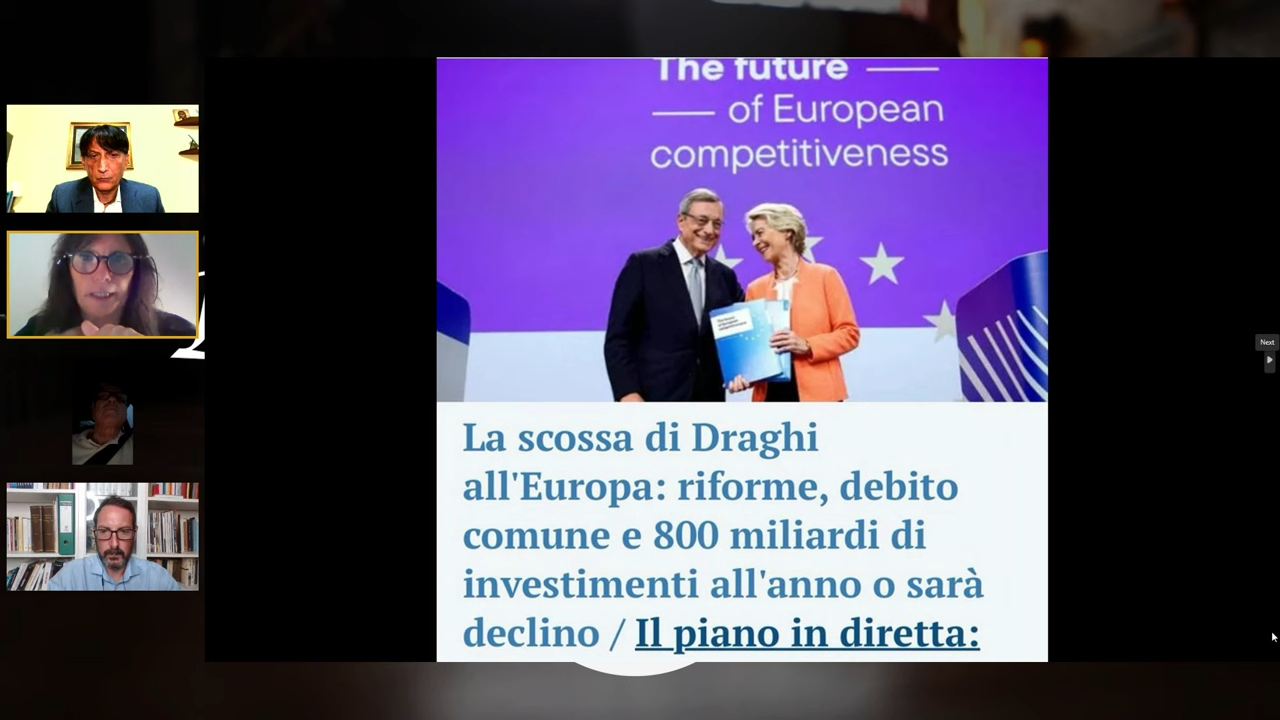 The future
of European
competitiveness
La scossa di Draghi
all'Europa: riforme, debito
comune e 800 miliardi di
investimenti all'anno o sarà
declino / Il piano in diretta:
Next